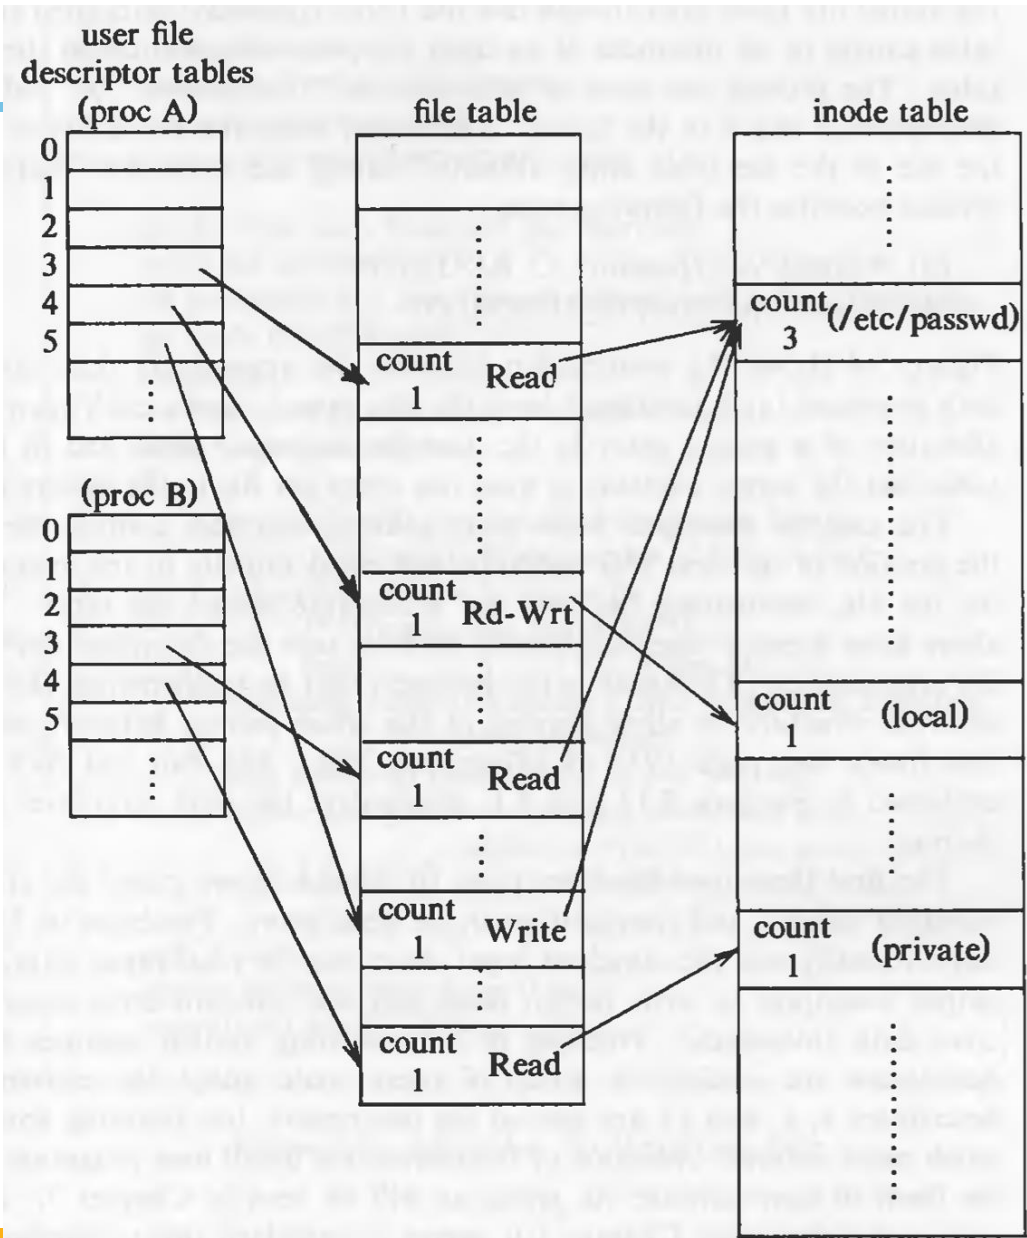 user file
descriptor tables
(proc A)
0
1
2
3
4
5
(proc B)
0
1
2
3
4
5
file table
count
1
Read
count
1
Rd-Wrt
count
1
Read
count
1
Write
count
1
Read
inode table
count
3
(/etc/passwd)
count
1
(local)
count
1
(private)